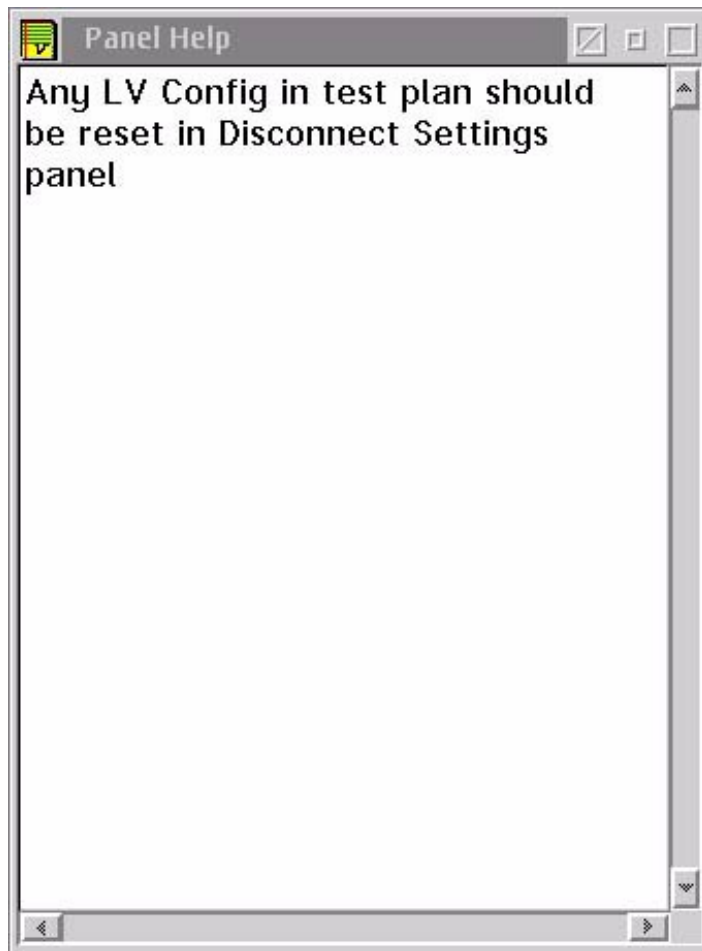 Panel Help
Any LV Config in test plan should
be reset in Disconnect Settings
panel